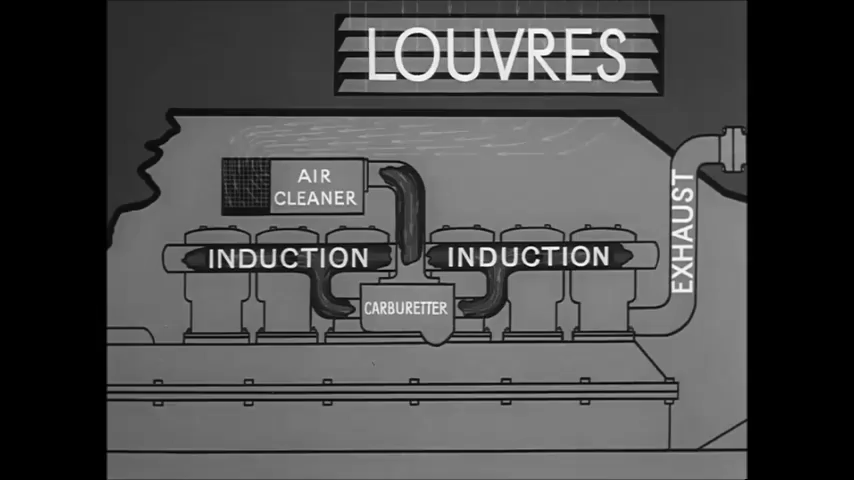 LOUVRES
AIR
CLEANER
INDUCTION
INDUCTION
EXHAUST
CARBURETTER